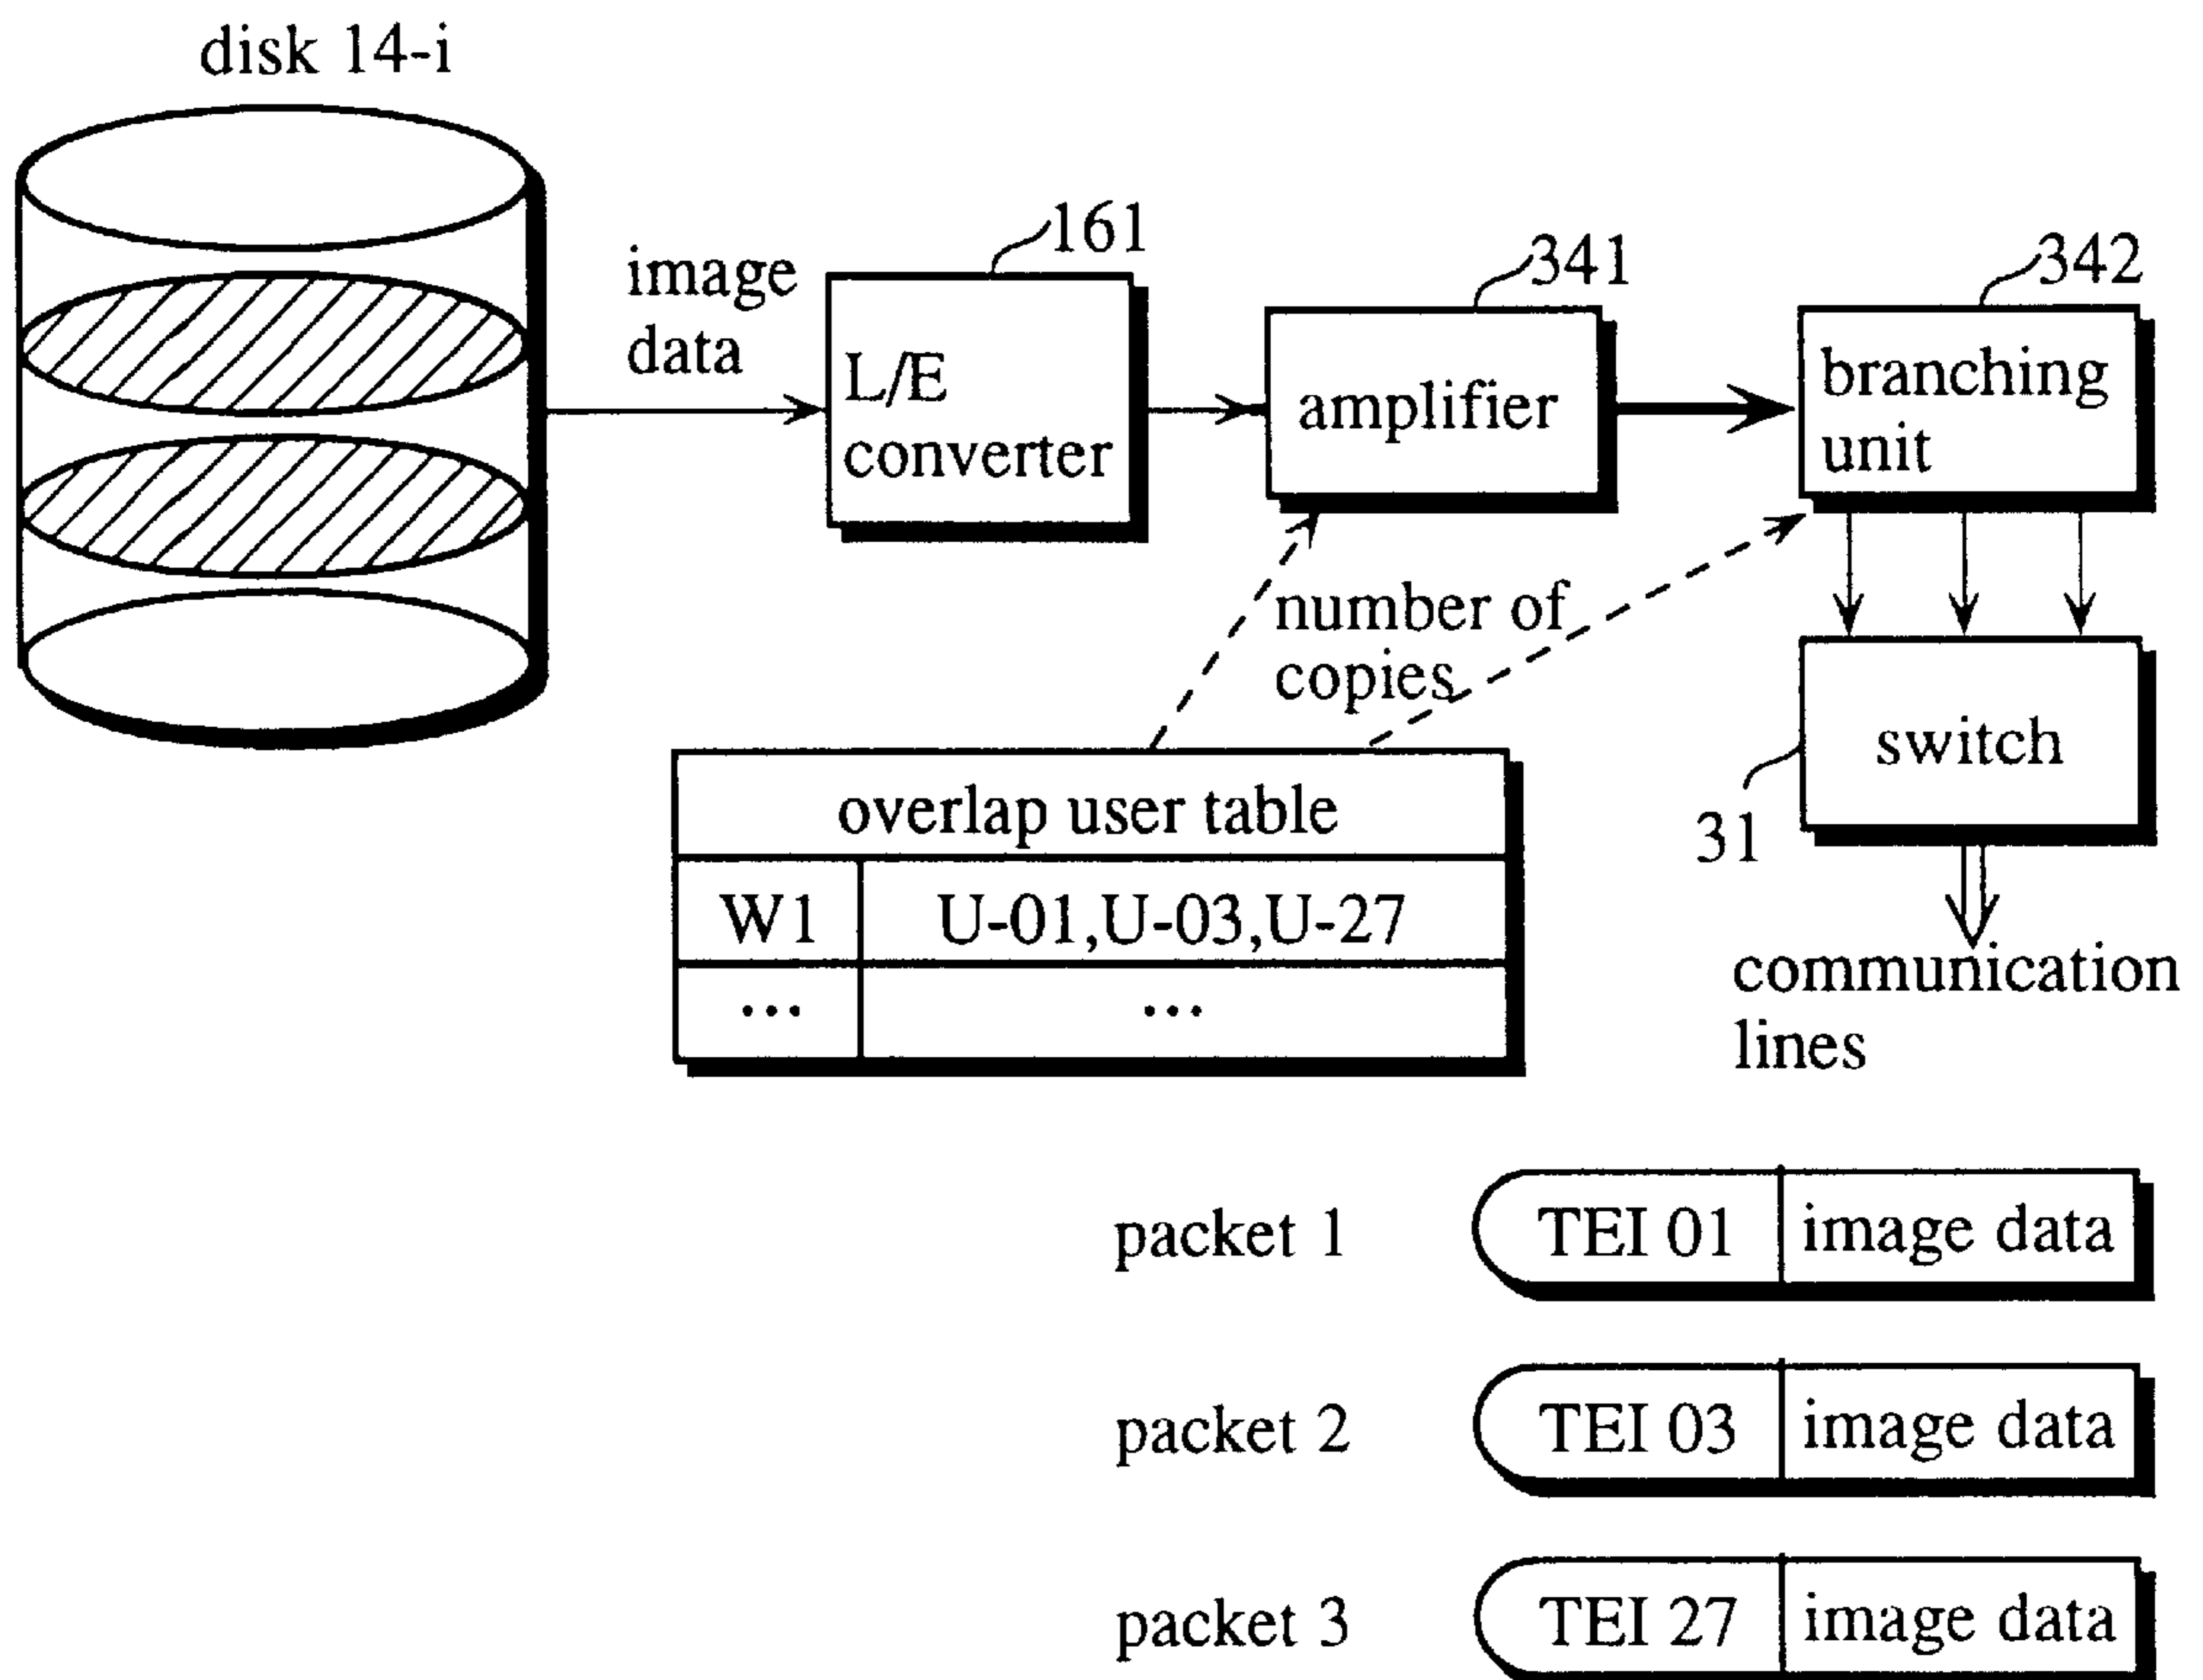 disk 14-i
image
data
161
L/E
converter
341
amplifier
342
branching
unit
number of
copies
switch
31
communication
lines
overlap user table
W1 U-01,U-03,U-27
... ...
packet 1 TEI 01 image data
packet 2 TEI 03 image data
packet 3 TEI 27 image data